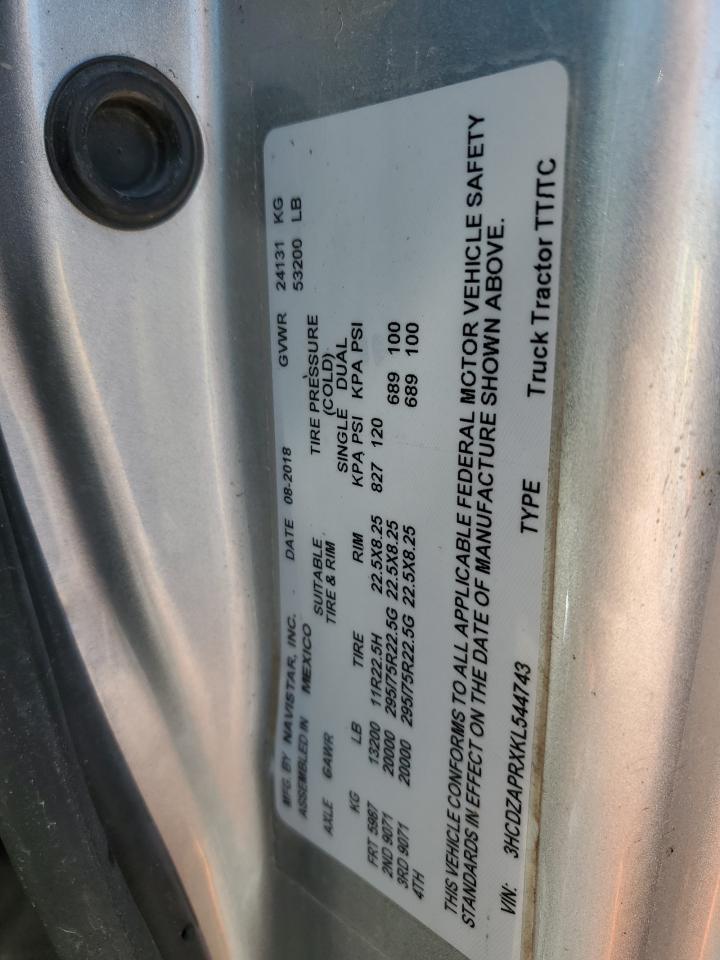 MFG. BY NAVISTAR, INC. DATE 08-2018 GVWR 24131 KG
ASSEMBLED IN MEXICO 53200 LB
SUITABLE TIRE PRESSURE
AXLE GAWR TIRE & RIM (COLD)
SINGLE DUAL
KG LB TIRE RIM KPA PSI KPA PSI
FRT 5987 13200 11R22.5H 22.5X8.25 827 120
2ND 9071 20000 295/75R22.5G 22.5X8.25 689 100
3RD 9071 20000 295/75R22.5G 22.5X8.25 689 100
4TH
THIS VEHICLE CONFORMS TO ALL APPLICABLE FEDERAL MOTOR VEHICLE SAFETY
STANDARDS IN EFFECT ON THE DATE OF MANUFACTURE SHOWN ABOVE.
VIN: 3HCDZAPRXKL544743 TYPE Truck Tractor TT/TC